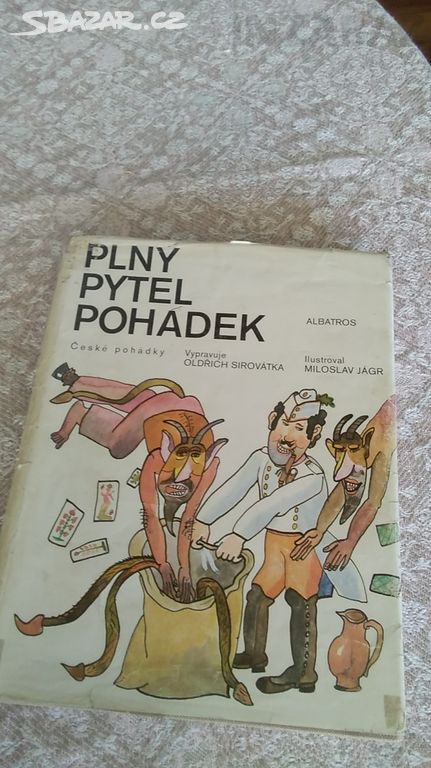 SBAZAR.CZ
PLNÝ
PYTEL
POHÁDEK
ALBATROS
České pohádky
Vypravuje
OLDŘICH SIROVÁTKA
Ilustroval
MILOSLAV JÁGR